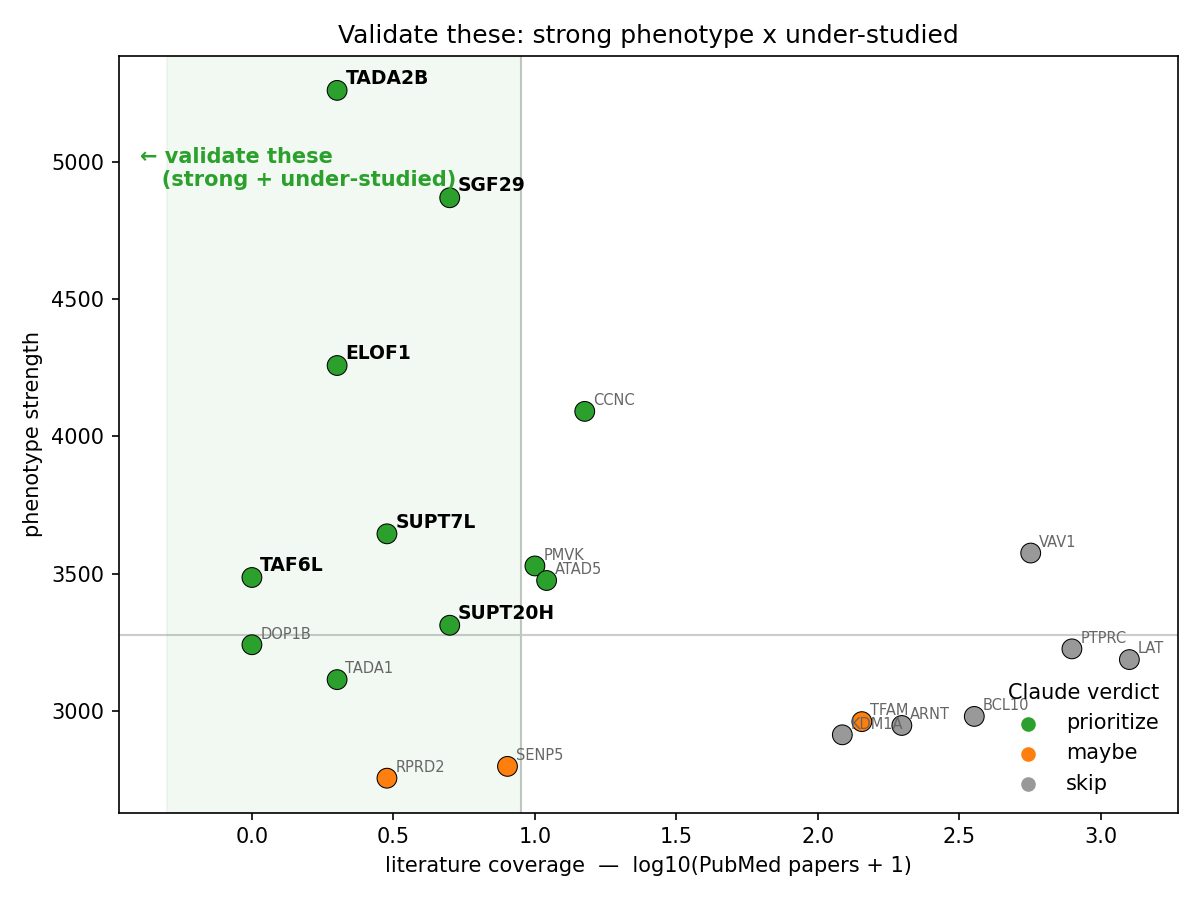 Validate these: strong phenotype x under-studied
TADA2B
5000
← validate these
(strong + under-studied)
SGF29
4500
ELOF1
CCNC
4000
phenotype strength
SUPT7L
VAV1
PMVK
ATAD5
TAF6L
3500
SUPT20H
DOP1B
PTPRC
LAT
TADA1
Claude verdict
3000
BCL10
TFAM
ARNT
KDM1A
prioritize
maybe
skip
SENP5
RPRD2
0.0 0.5 1.0 1.5 2.0 2.5 3.0
literature coverage — log10(PubMed papers + 1)